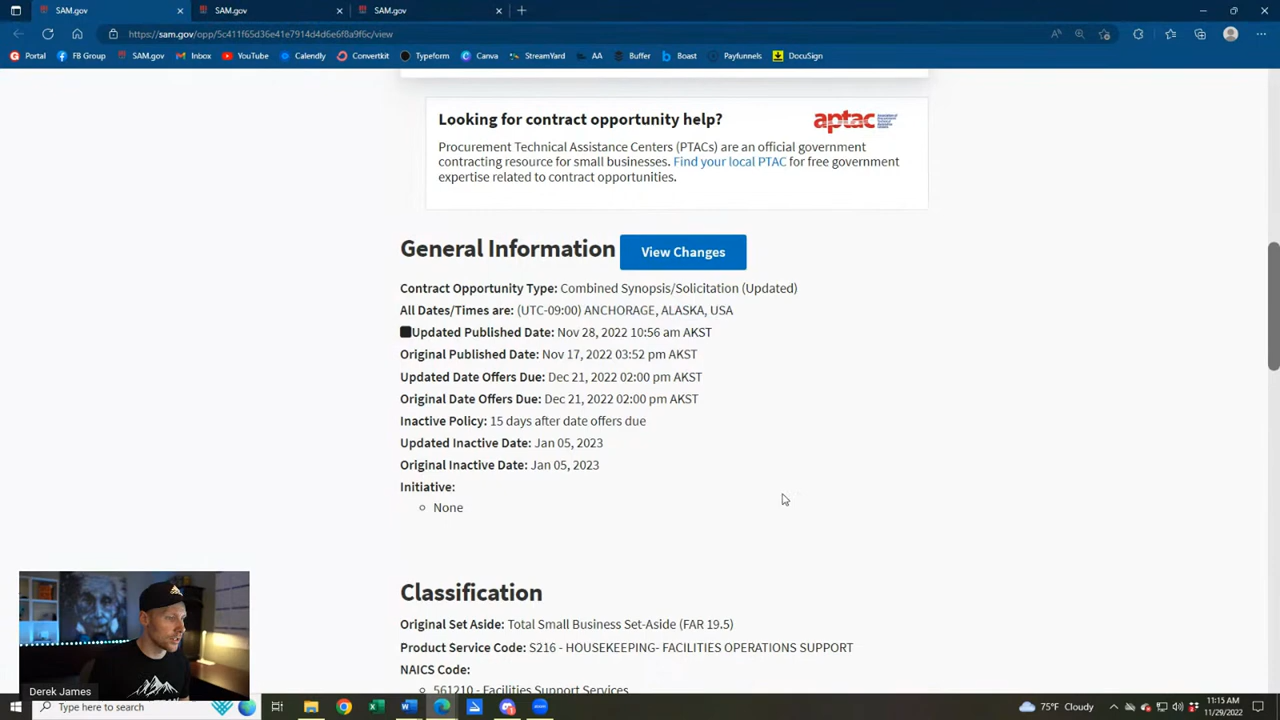 SAM.gov
SAM.gov
SAM.gov
https://sam.gov/opp/5c411f65d36e41e7914d4d6e6f8a9f6c/view
Portal
FB Group
SAM.gov
Inbox
YouTube
Calendly
Convertkit
Typeform
Canva
StreamYard
AA
Buffer
Boast
Payfunnels
DocuSign
Looking for contract opportunity help?
aptac
Procurement Technical Assistance Centers (PTACs) are an official government
contracting resource for small businesses. Find your local PTAC for free government
expertise related to contract opportunities.
General Information
View Changes
Contract Opportunity Type: Combined Synopsis/Solicitation (Updated)
All Dates/Times are: (UTC-09:00) ANCHORAGE, ALASKA, USA
Updated Published Date: Nov 28, 2022 10:56 am AKST
Original Published Date: Nov 17, 2022 03:52 pm AKST
Updated Date Offers Due: Dec 21, 2022 02:00 pm AKST
Original Date Offers Due: Dec 21, 2022 02:00 pm AKST
Inactive Policy: 15 days after date offers due
Updated Inactive Date: Jan 05, 2023
Original Inactive Date: Jan 05, 2023
Initiative:
None
Classification
Original Set Aside: Total Small Business Set-Aside (FAR 19.5)
Product Service Code: S216 - HOUSEKEEPING- FACILITIES OPERATIONS SUPPORT
NAICS Code:
561210 - Facilities Support Services
Derek James
Type here to search
75°F Cloudy
11:15 AM
11/29/2022